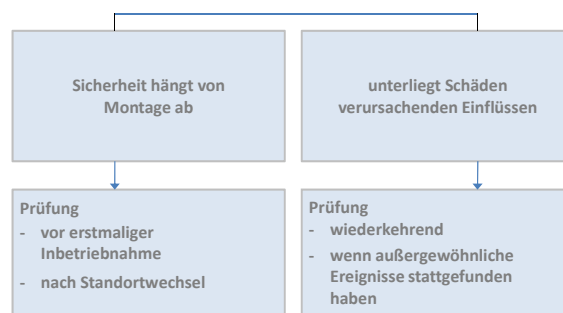 Sicherheit hängt von
Montage ab
unterliegt Schäden
verursachenden Einflüssen
Prüfung
- vor erstmaliger
Inbetriebnahme
- nach Standortwechsel
Prüfung
- wiederkehrend
- wenn außergewöhnliche
Ereignisse stattgefunden
haben